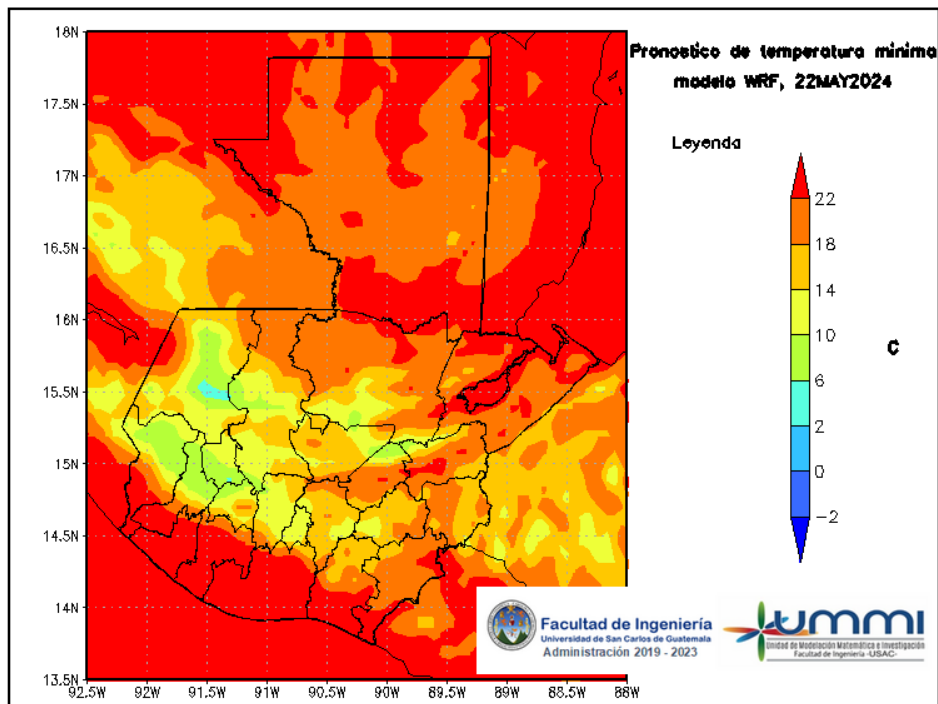 Pronostico de temperatura minima
modelo WRF, 22MAY2024
Leyenda
22
18
14
10
6
2
0
-2
C
18N
17.5N
17N
16.5N
16N
15.5N
15N
14.5N
14N
13.5N
92.5W 92W 91.5W 91W 90.5W 90W 89.5W 89W 88.5W 88W
Facultad de Ingeniería
Universidad de San Carlos de Guatemala
Administración 2019 - 2023
UMMI
Unidad de Modelación Matemática e Investigación
Facultad de Ingeniería -USAC-